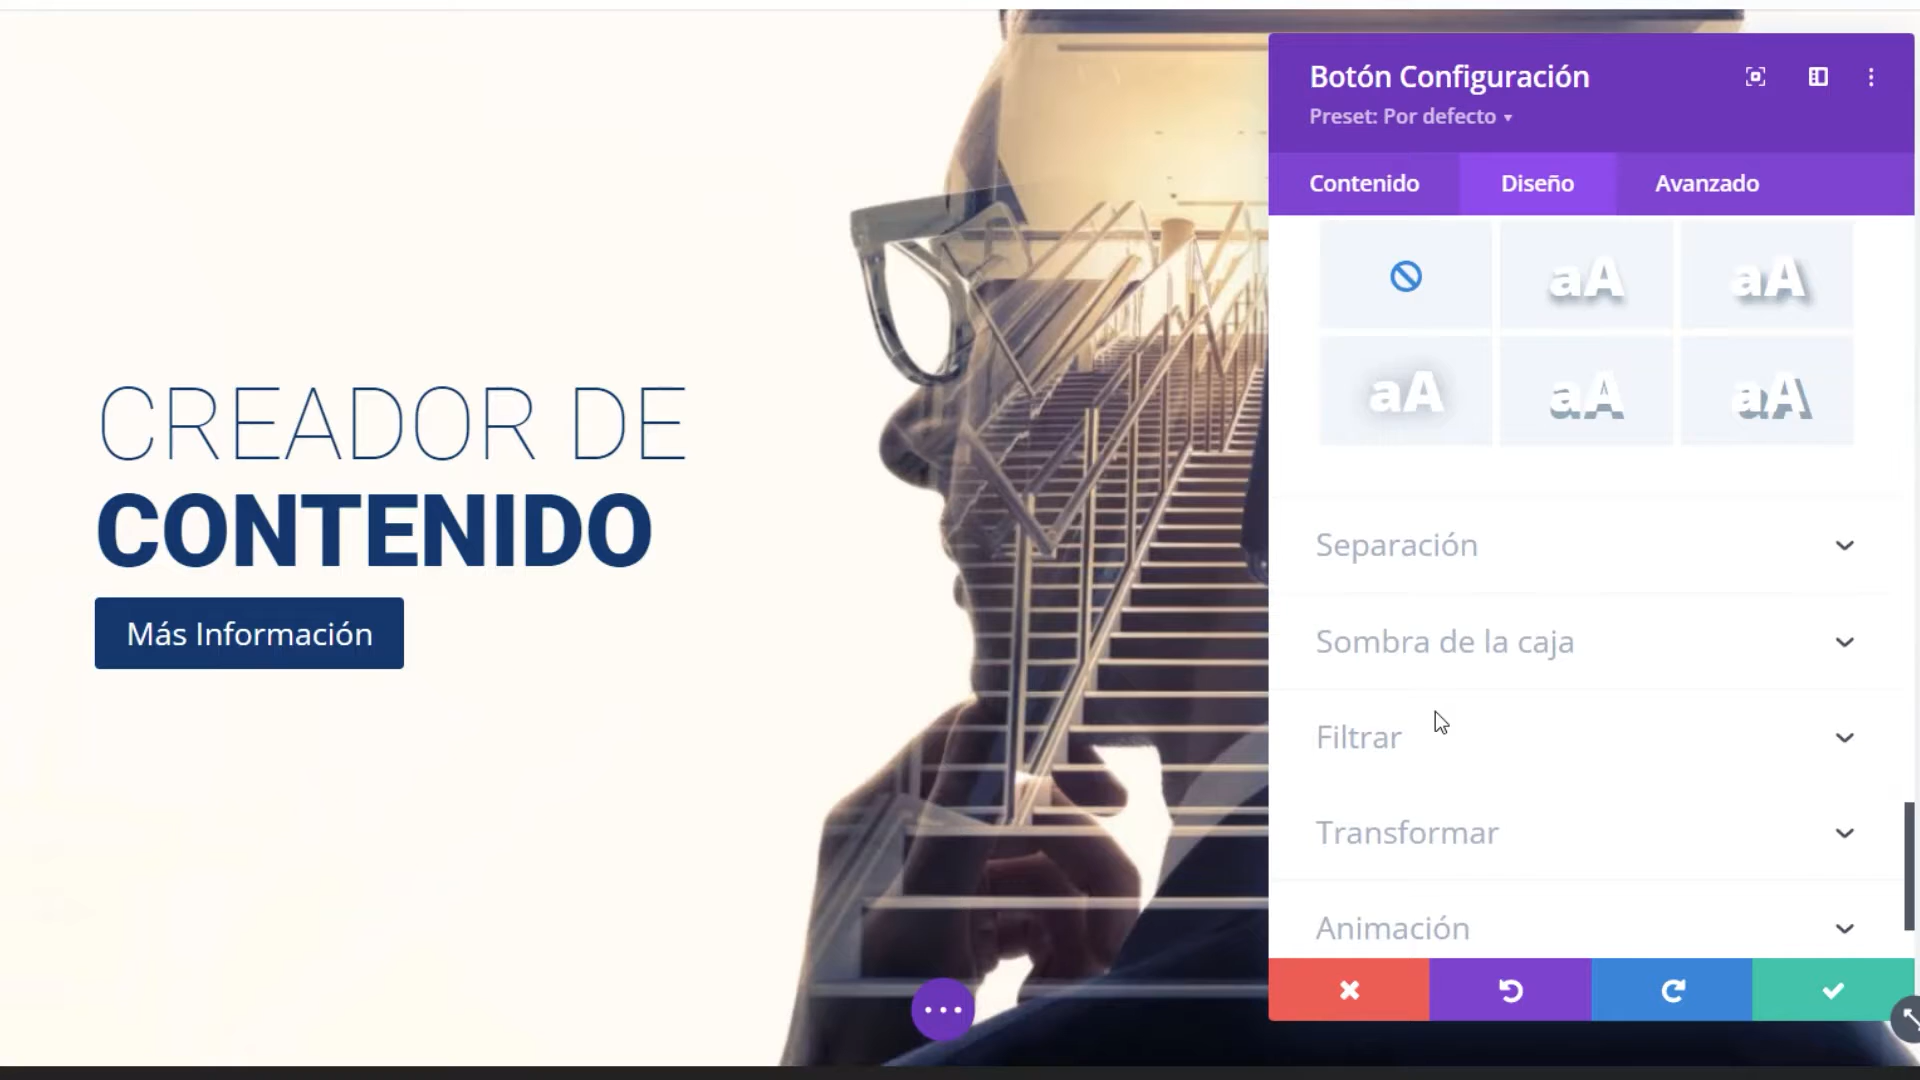 CREADOR DE
CONTENIDO
Más Información
Botón Configuración
Preset: Por defecto
Contenido
Diseño
Avanzado
aA
aA
aA
aA
aA
Separación
Sombra de la caja
Filtrar
Transformar
Animación